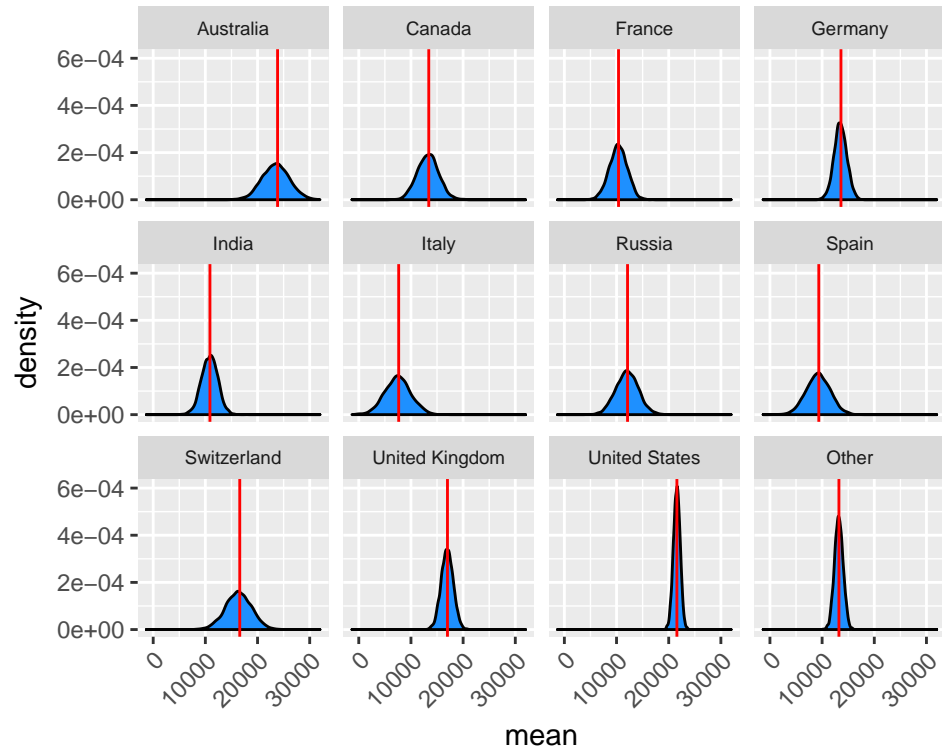 Australia Canada France Germany
6e−04
4e−04
2e−04
0e+00
India Italy Russia Spain
6e−04
4e−04
2e−04
0e+00
density
Switzerland United Kingdom United States Other
6e−04
4e−04
2e−04
0e+00
0 10000 20000 30000 0 10000 20000 30000 0 10000 20000 30000 0 10000 20000 30000
mean